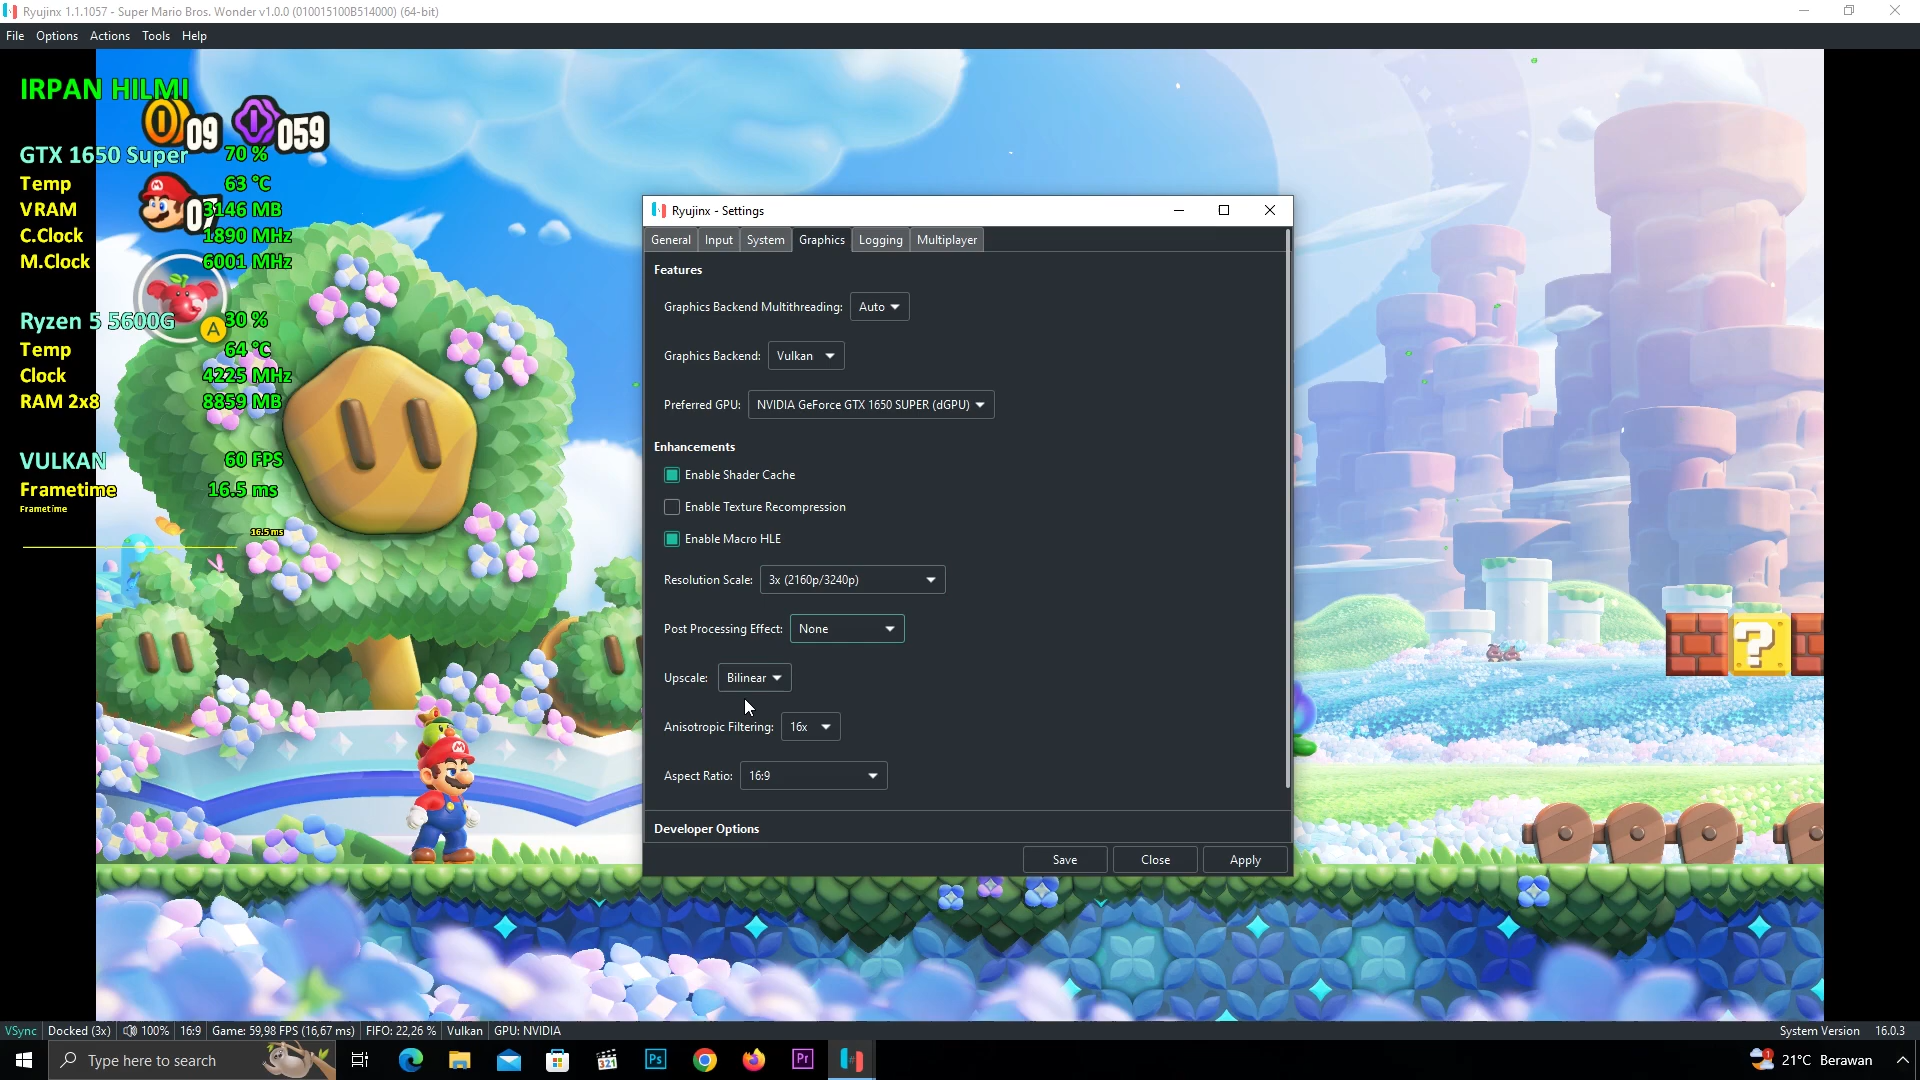 Ryujinx 1.1.1057 - Super Mario Bros. Wonder v1.0.0 (010015100B514000) (64-bit)
File Options Actions Tools Help
IRPAN HILMI
09 059
GTX 1650 Super 70 %
Temp 63 °C
07
VRAM 3146 MB
C.Clock 1890 MHz
M.Clock 6001 MHz
Ryzen 5 5600G 30 %
A
Temp 64 °C
Clock 4225 MHz
RAM 2x8 8859 MB
VULKAN 60 FPS
Frametime 16.5 ms
Frametime
16.5 ms
Ryujinx - Settings
General Input System Graphics Logging Multiplayer
Features
Graphics Backend Multithreading: Auto
Graphics Backend: Vulkan
Preferred GPU: NVIDIA GeForce GTX 1650 SUPER (dGPU)
Enhancements
Enable Shader Cache
Enable Texture Recompression
Enable Macro HLE
Resolution Scale: 3x (2160p/3240p)
Post Processing Effect: None
Upscale: Bilinear
Anisotropic Filtering: 16x
Aspect Ratio: 16:9
Developer Options
Save Close Apply
?
VSync Docked (3x) 100% 16:9 Game: 59,98 FPS (16,67 ms) FIFO: 22,26 % Vulkan GPU: NVIDIA System Version 16.0.3
Type here to search 321 Ps Pr 1 21°C Berawan